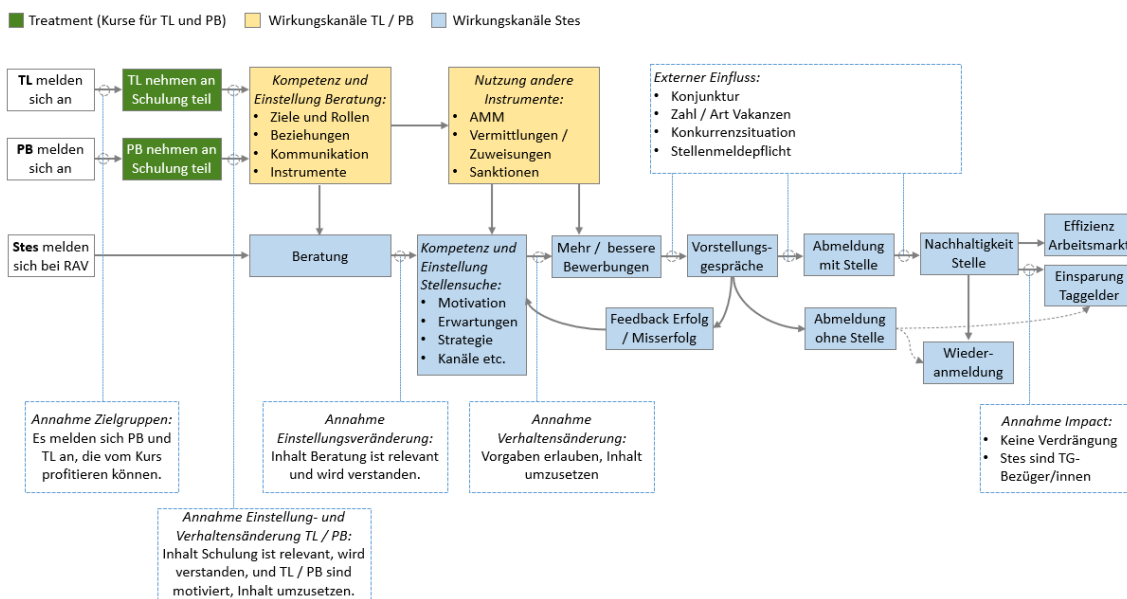 Treatment (Kurse für TL und PB)
Wirkungskanäle TL / PB
Wirkungskanäle Stes
TL melden
sich an
TL nehmen an
Schulung teil
Kompetenz und
Einstellung Beratung:
• Ziele und Rollen
• Beziehungen
• Kommunikation
• Instrumente
Nutzung andere
Instrumente:
• AMM
• Vermittlungen /
Zuweisungen
• Sanktionen
Externer Einfluss:
• Konjunktur
• Zahl / Art Vakanzen
• Konkurrenzsituation
• Stellenmeldepflicht
PB melden
sich an
PB nehmen an
Schulung teil
Stes melden
sich bei RAV
Beratung
Kompetenz und
Einstellung
Stellensuche:
• Motivation
• Erwartungen
• Strategie
• Kanäle etc.
Mehr / bessere
Bewerbungen
Vorstellungs-
gespräche
Abmeldung
mit Stelle
Nachhaltigkeit
Stelle
Effizienz
Arbeitsmarkt
Einsparung
Taggelder
Feedback Erfolg
/ Misserfolg
Abmeldung
ohne Stelle
Wieder-
anmeldung
Annahme Zielgruppen:
Es melden sich PB und
TL an, die vom Kurs
profitieren können.
Annahme
Einstellungsveränderung:
Inhalt Beratung ist relevant
und wird verstanden.
Annahme
Verhaltensänderung:
Vorgaben erlauben, Inhalt
umzusetzen
Annahme Impact:
• Keine Verdrängung
• Stes sind TG-
Bezüger/innen
Annahme Einstellung- und
Verhaltensänderung TL / PB:
Inhalt Schulung ist relevant, wird
verstanden, und TL / PB sind
motiviert, Inhalt umzusetzen.